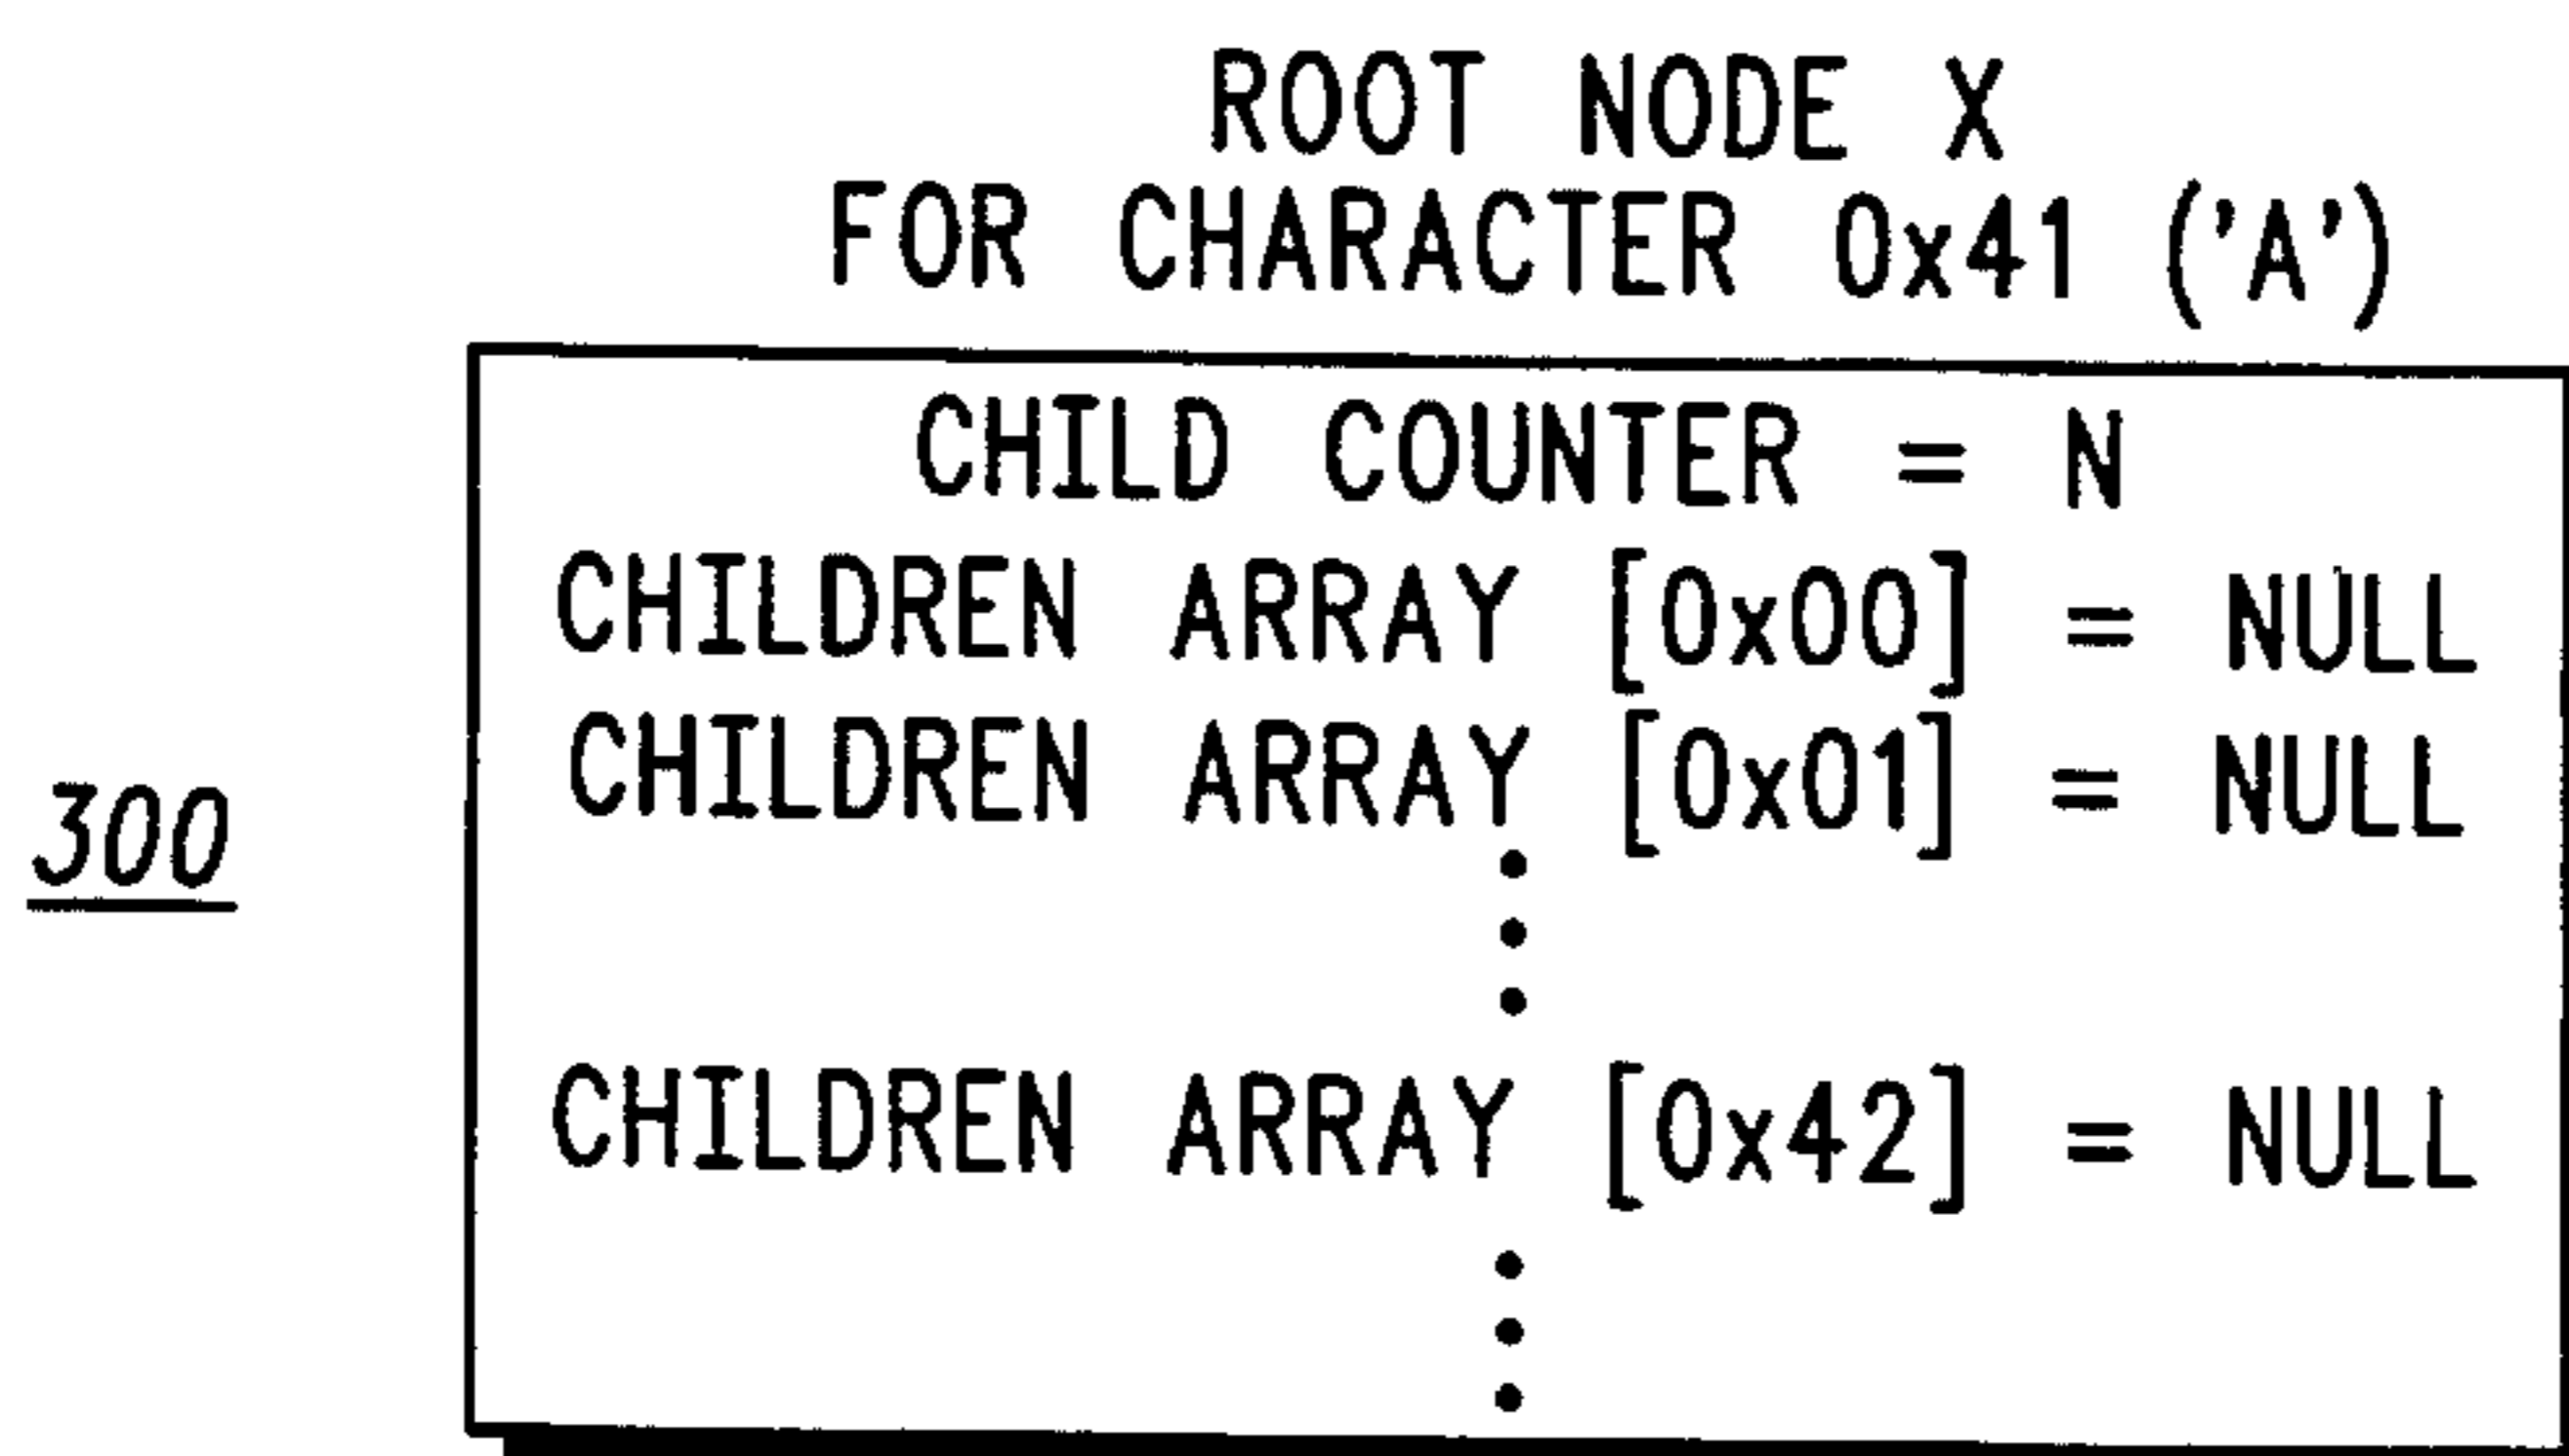 ROOT NODE X
FOR CHARACTER 0x41 ('A')
CHILD COUNTER = N
CHILDREN ARRAY [0x00] = NULL
CHILDREN ARRAY [0x01] = NULL
300
CHILDREN ARRAY [0x42] = NULL